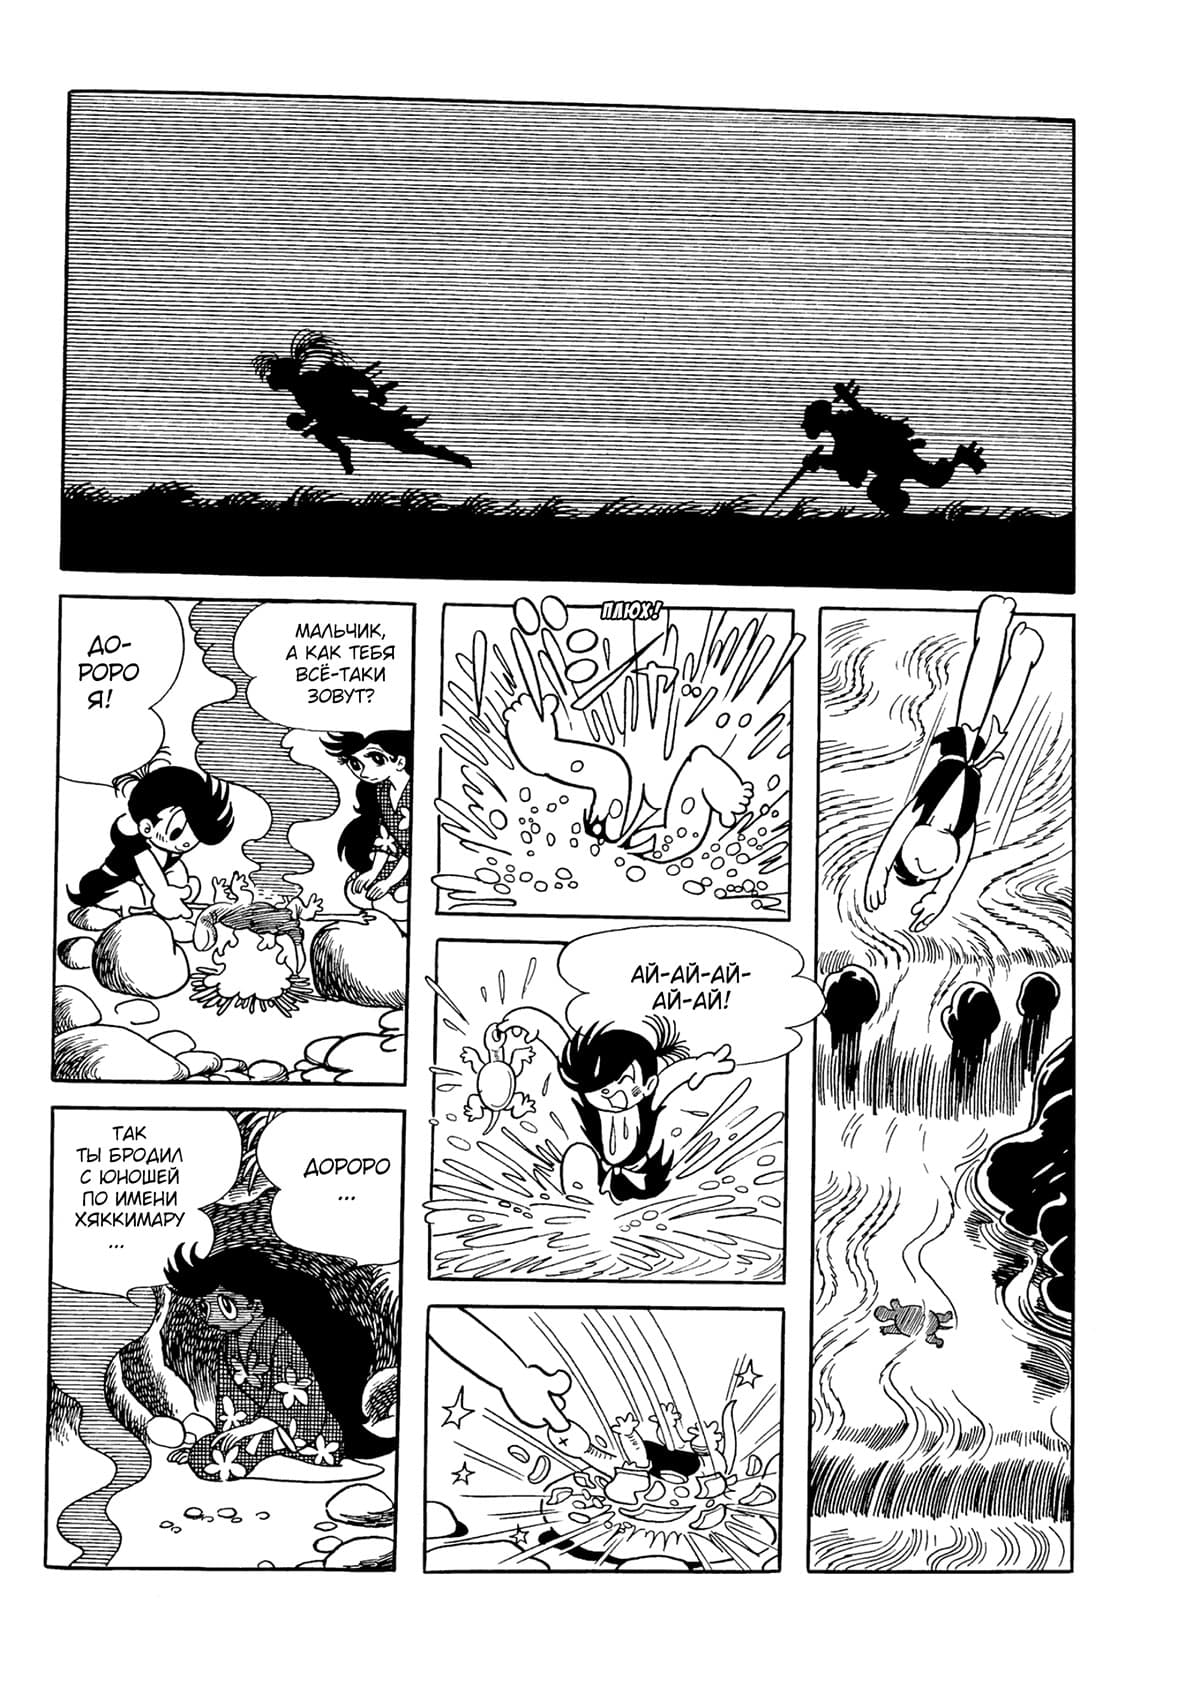 ПЛЮХ!
АЙ-АЙ-АЙ-
АЙ-АЙ!
МАЛЬЧИК,
А КАК ТЕБЯ
ВСЁ-ТАКИ
ЗОВУТ?
ДО-
РОРО
Я!
ДОРОРО
...
ТАК
ТЫ БРОДИЛ
С ЮНОШЕЙ
ПО ИМЕНИ
ХЯККИМАРУ
...